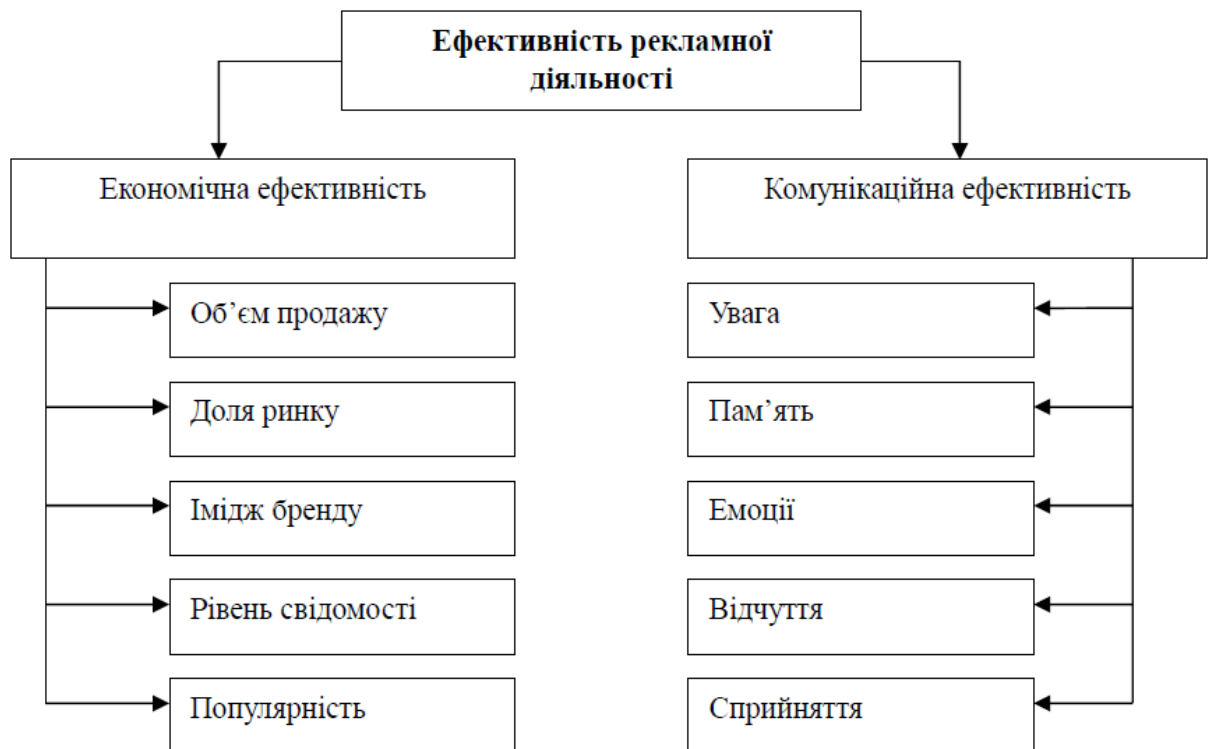 Ефективність рекламної
діяльності
Економічна ефективність
Комунікаційна ефективність
Об’єм продажу
Доля ринку
Імідж бренду
Рівень свідомості
Популярність
Увага
Пам’ять
Емоції
Відчуття
Сприйняття